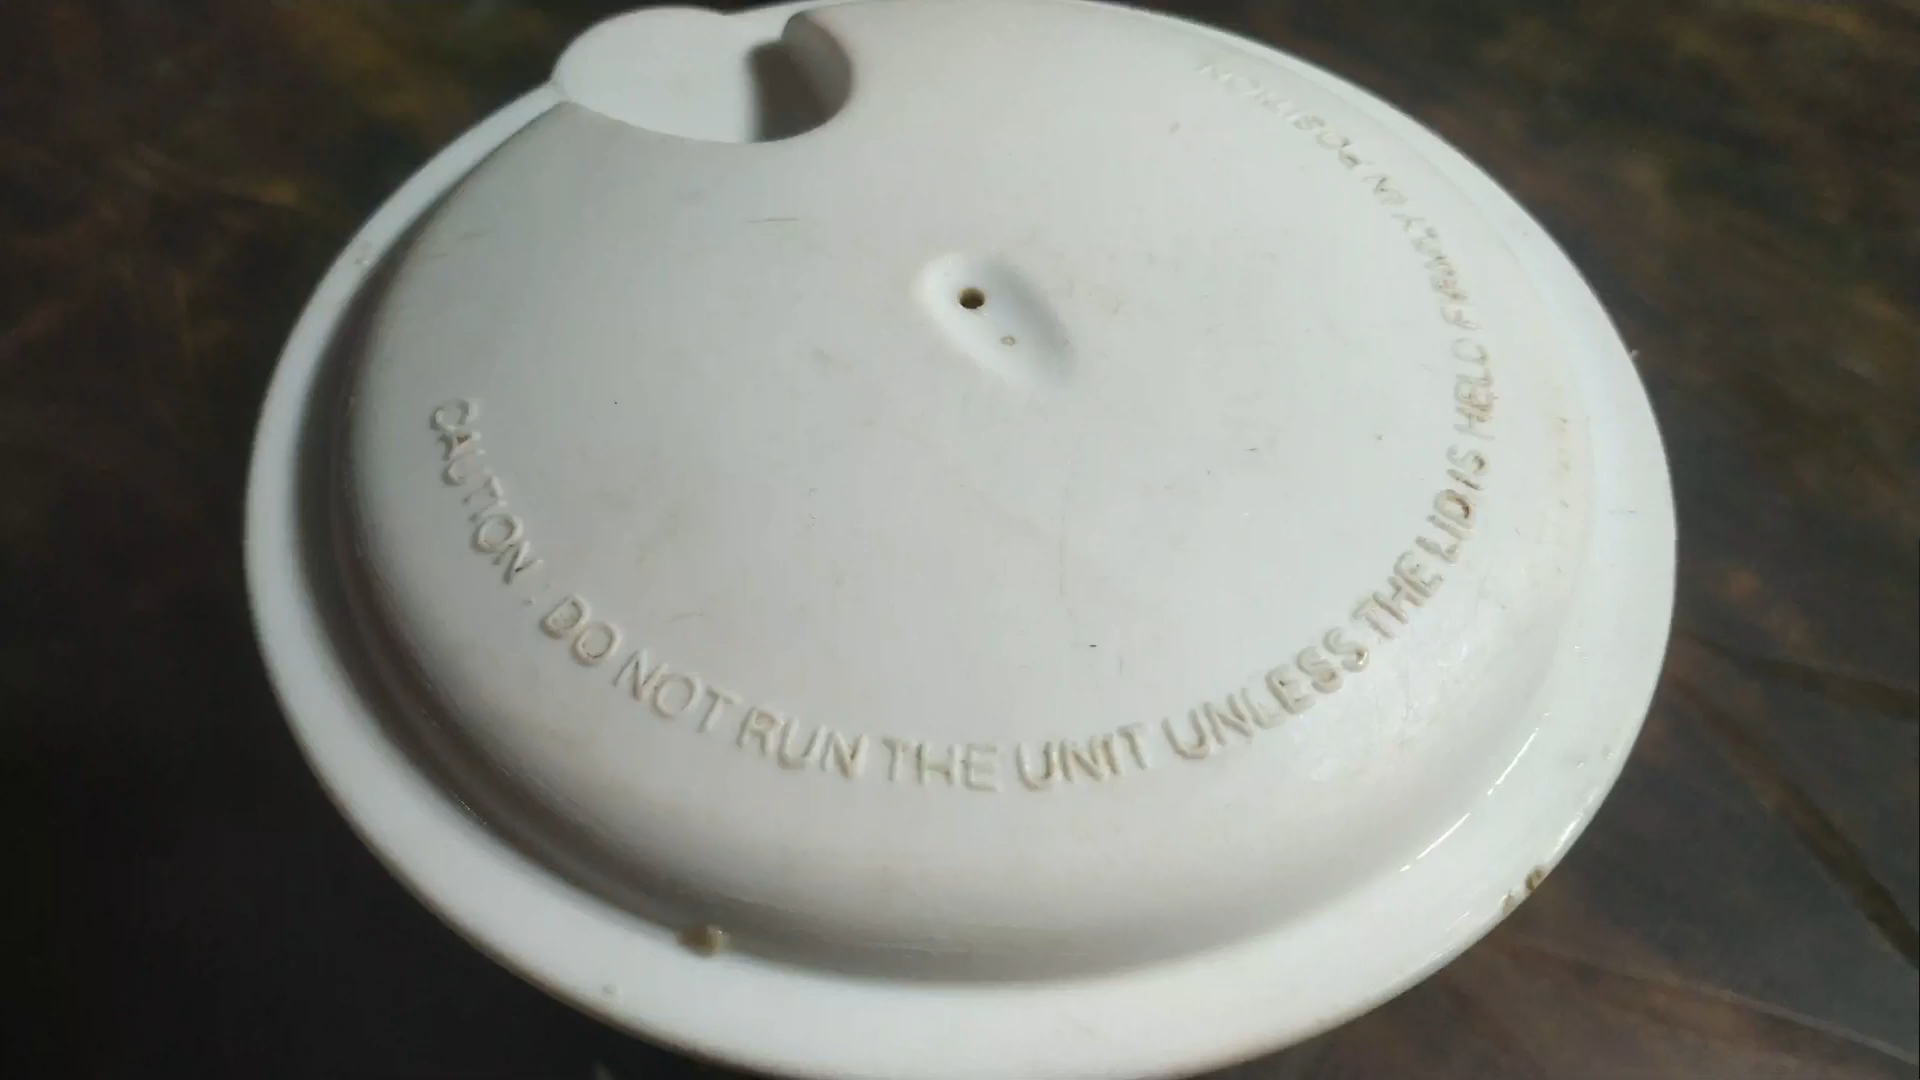 CAUTION : DO NOT RUN THE UNIT UNLESS THE LID IS HELD FIRMLY IN POSITION